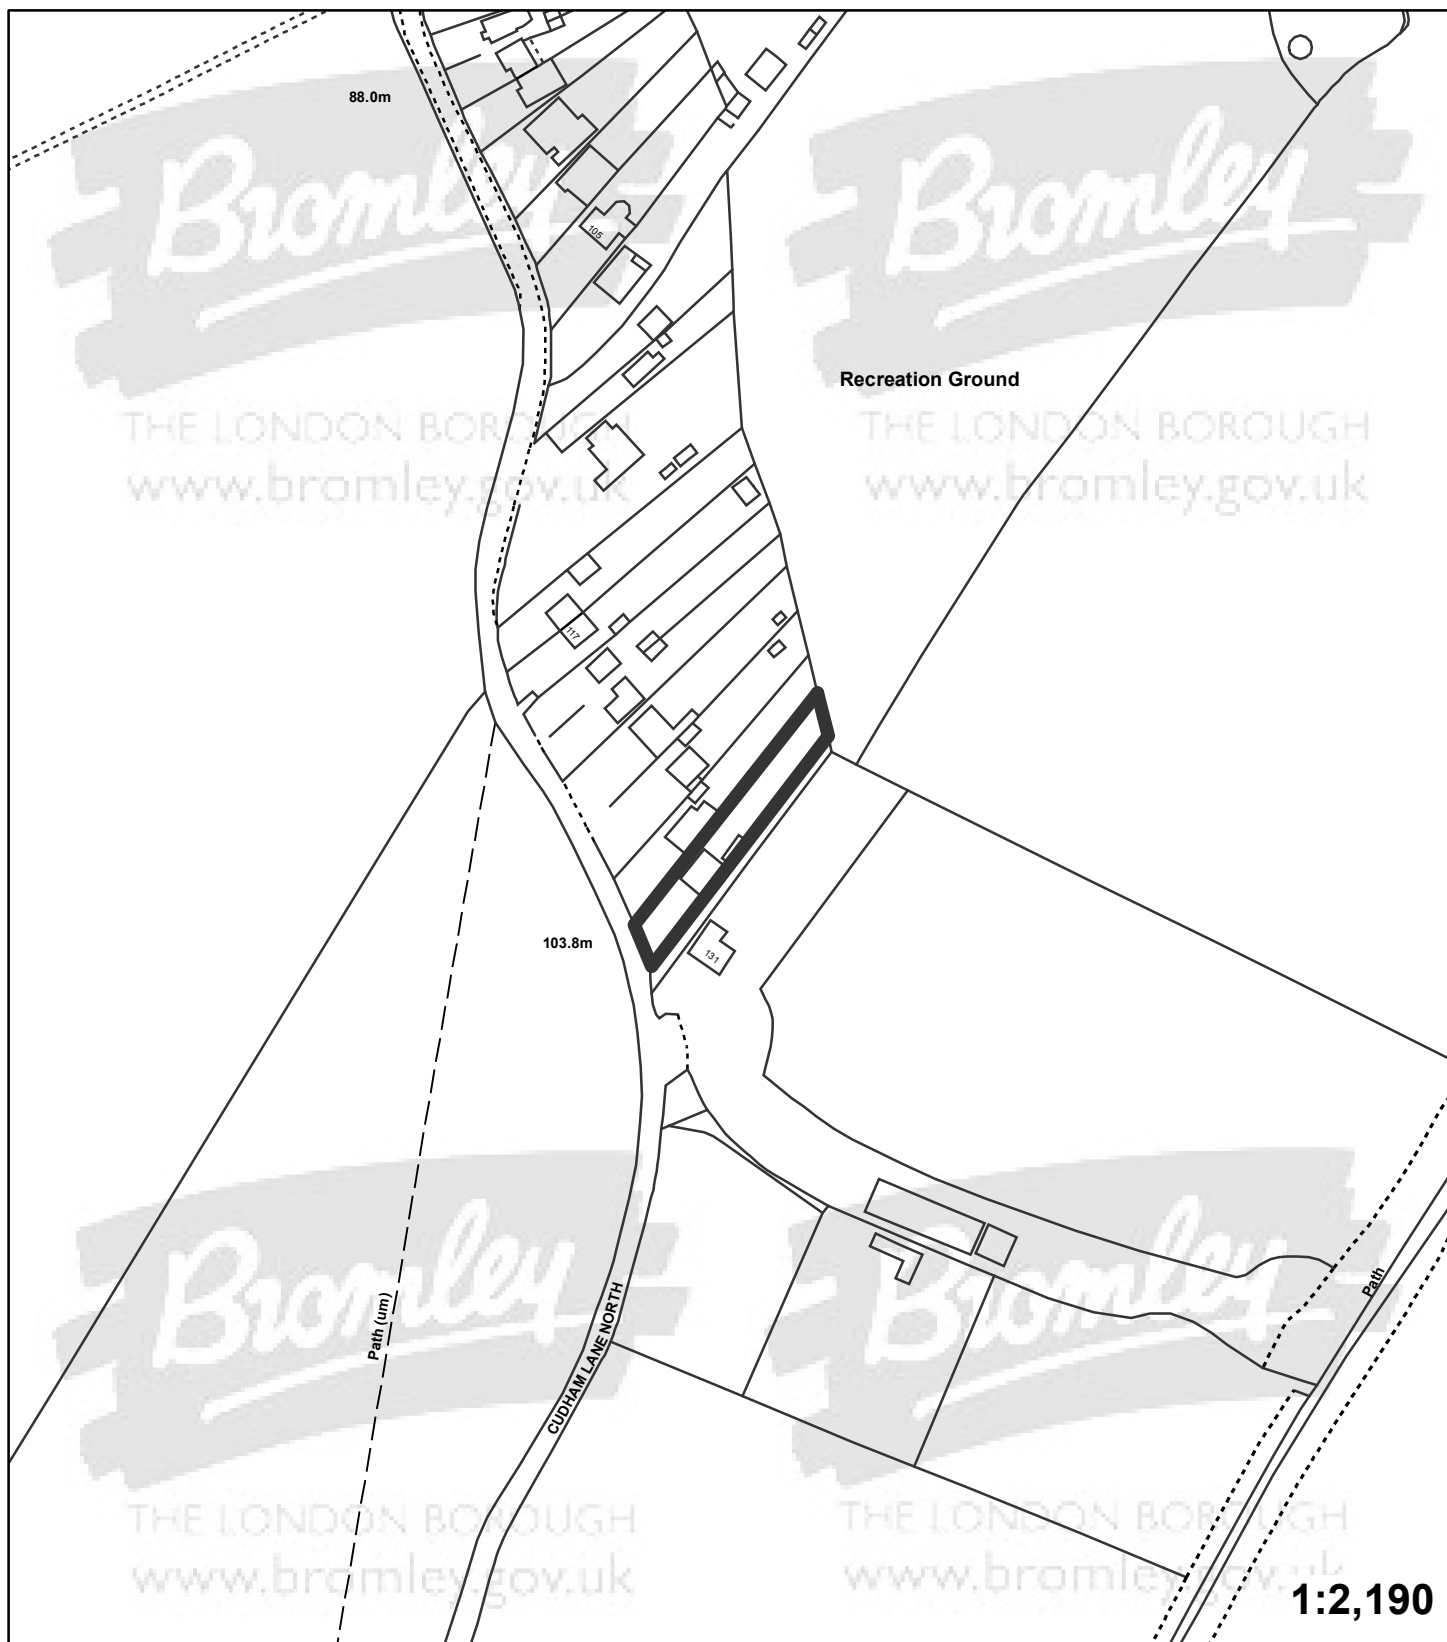 88.0m
Bromley
Bromley
105
Recreation Ground
THE LONDON BOROUGH
www.bromley.gov.uk
THE LONDON BOROUGH
www.bromley.gov.uk
117
103.8m
131
Bromley
Bromley
Path (um)
CUDHAM LANE NORTH
Path
THE LONDON BOROUGH
www.bromley.gov.uk
THE LONDON BOROUGH
www.bromley.gov.uk
1:2,190